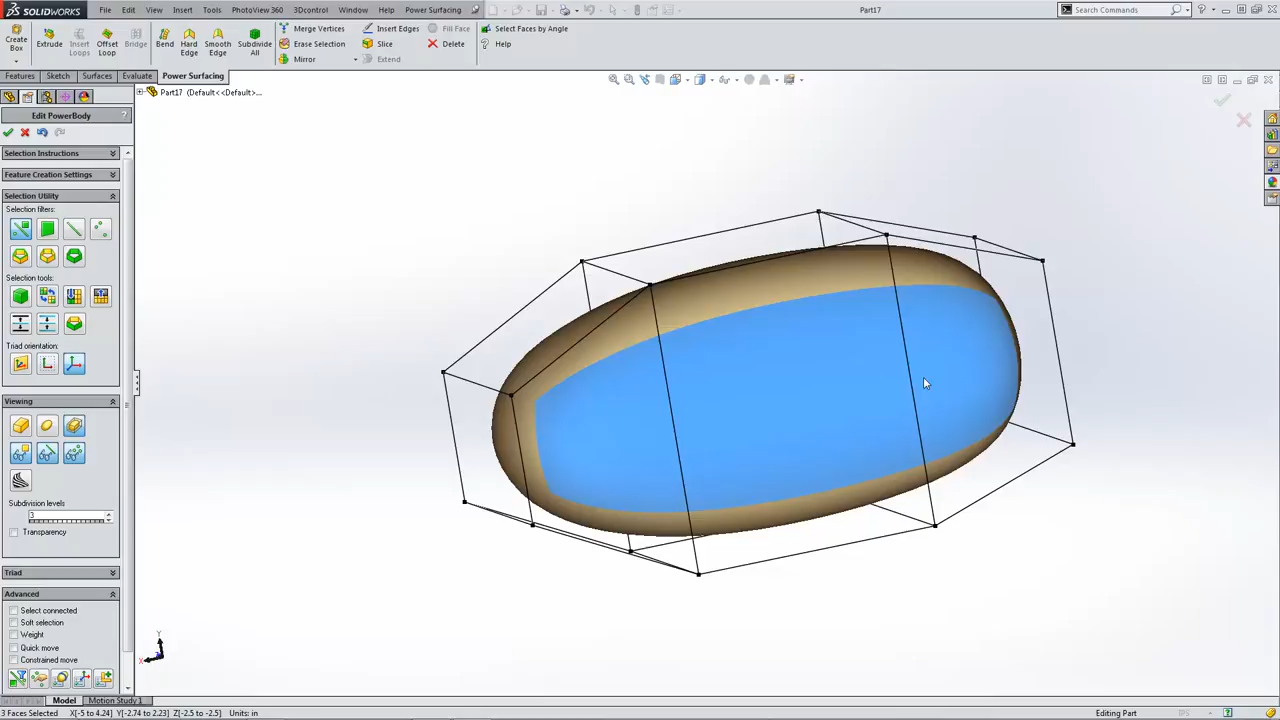 SOLIDWORKS File Edit View Insert Tools PhotoView 360 3Dcontrol Window Help Power Surfacing Part17 Search Commands
Create Box
Extrude
Insert Loops
Offset Loop
Bridge
Bend
Hard Edge
Smooth Edge
Subdivide All
Merge Vertices
Erase Selection
Mirror
Insert Edges
Slice
Extend
Fill Face
Delete
Select Faces by Angle
Help
Features Sketch Surfaces Evaluate Power Surfacing
Part17 (Default<<Default>...
Edit PowerBody ?
Selection Instructions
Feature Creation Settings
Selection Utility
Selection filters:
Selection tools:
Triad orientation:
Viewing
Subdivision levels
3
Transparency
Triad
Advanced
Select connected
Soft selection
Weight
Quick move
Constrained move
Y
X
Model Motion Study 1
3 Faces Selected X[-5 to 4.24] Y[-2.74 to 2.23] Z[-2.5 to -2.5] Units: in Editing Part